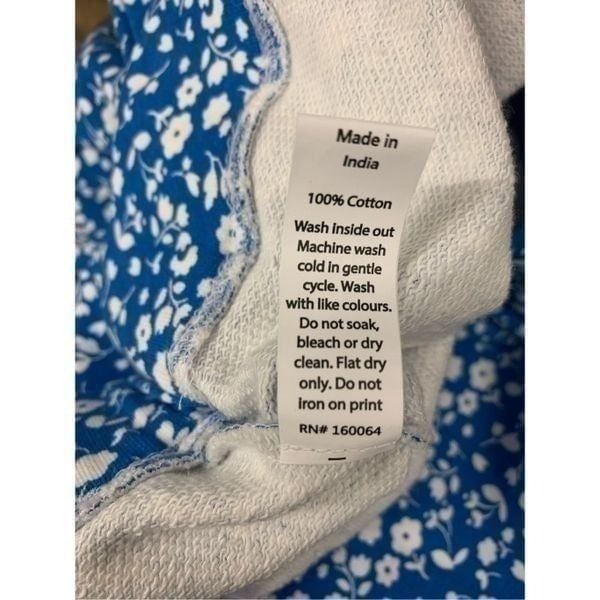 Made in
India
100% Cotton
Wash inside out
Machine wash
cold in gentle
cycle. Wash
with like colours.
Do not soak,
bleach or dry
clean. Flat dry
only. Do not
iron on print
RN# 160064